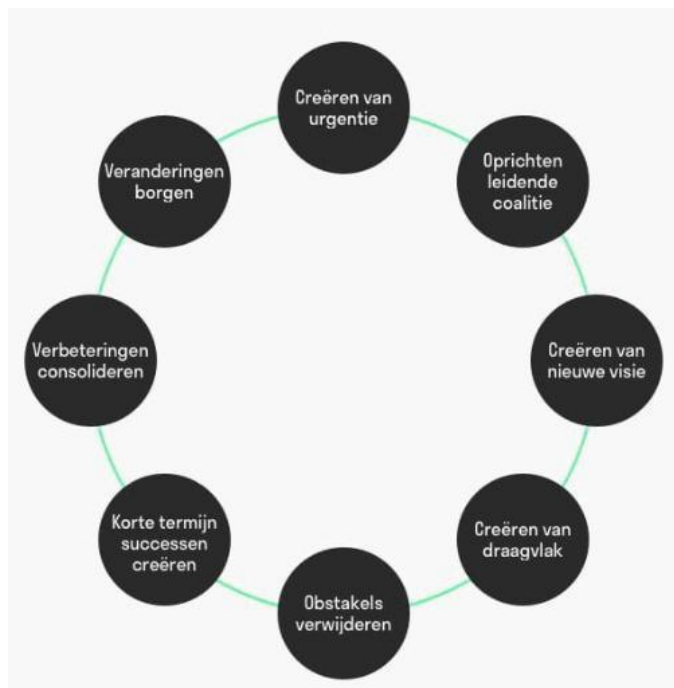 Creëren van
urgentie
Oprichten
leidende
coalitie
Creëren van
nieuwe visie
Creëren van
draagvlak
Obstakels
verwijderen
Korte termijn
successen
creëren
Verbeteringen
consolideren
Veranderingen
borgen